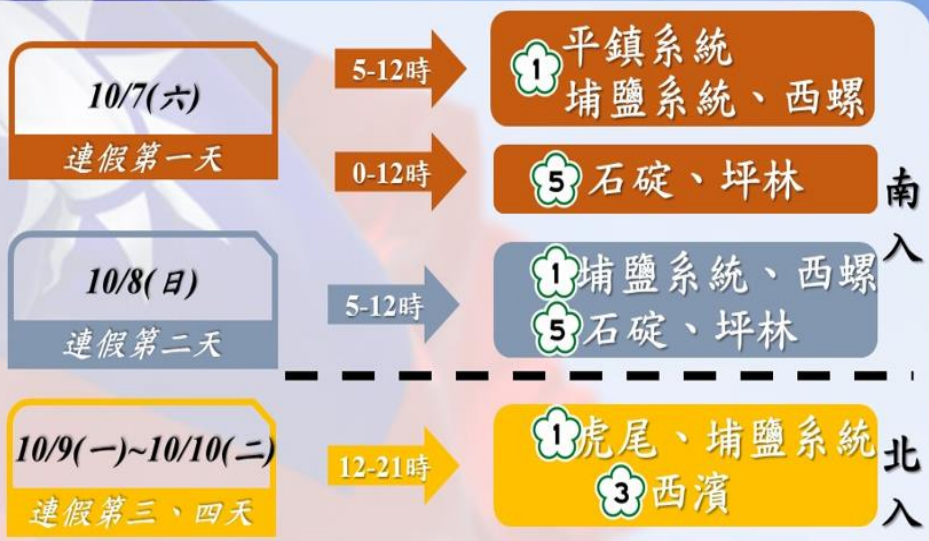 10/7(六)
連假第一天
5-12時
1 平鎮系統
埔鹽系統、西螺
0-12時
5 石碇、坪林
南入
10/8(日)
連假第二天
5-12時
1 埔鹽系統、西螺
5 石碇、坪林
10/9(一)~10/10(二)
連假第三、四天
12-21時
1 虎尾、埔鹽系統
3 西濱
北入